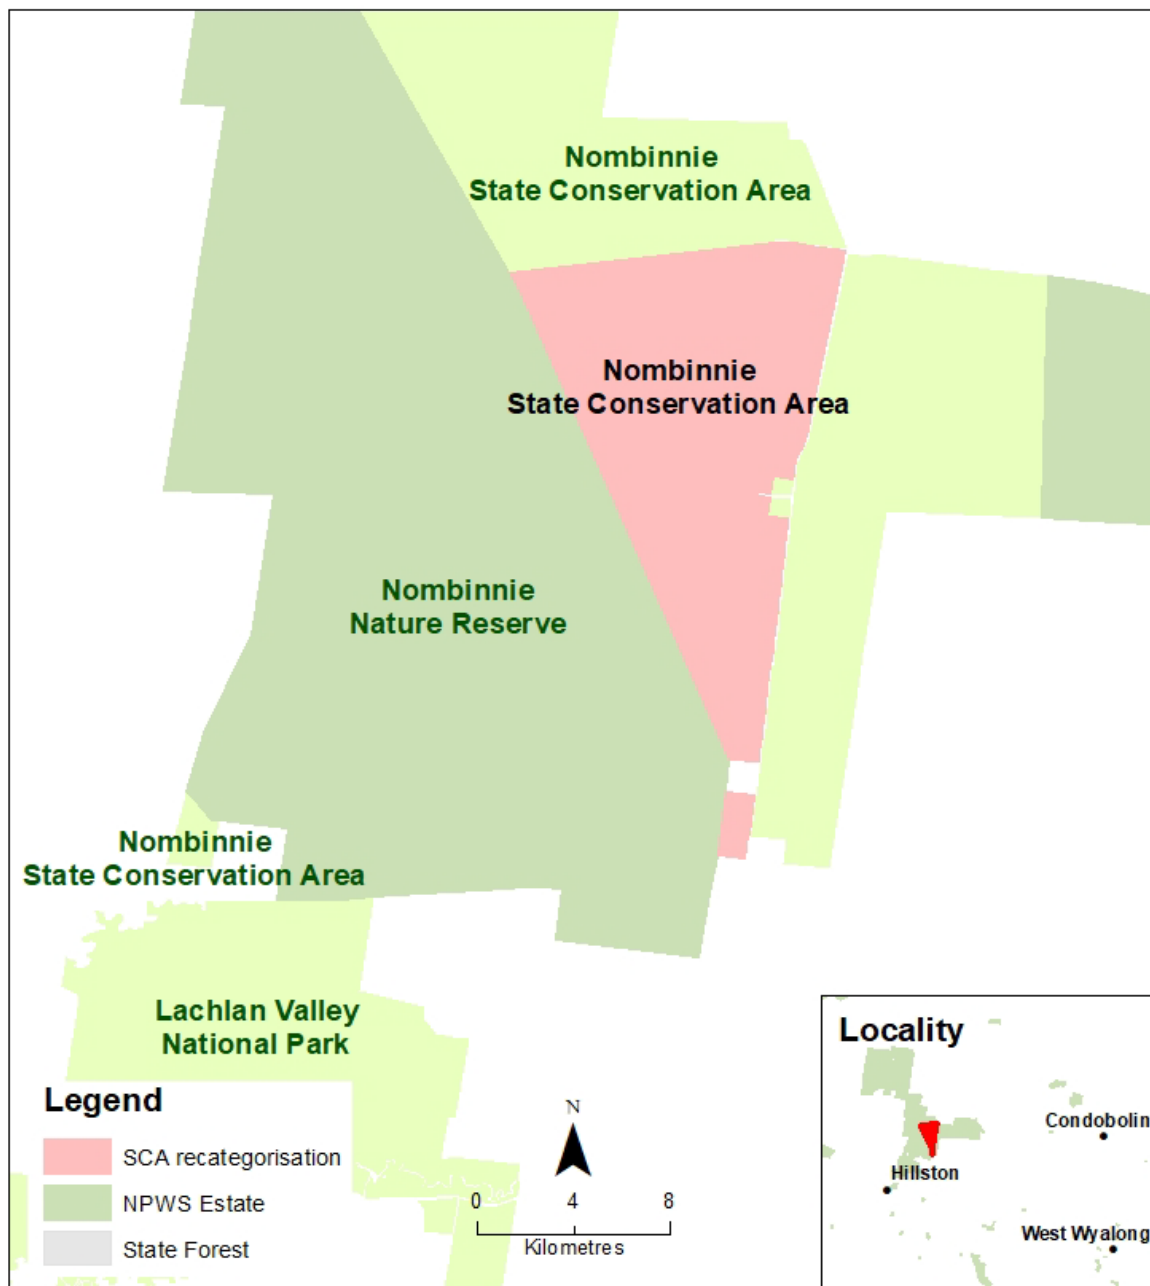 Nombinnie
State Conservation Area
Nombinnie
State Conservation Area
Nombinnie
Nature Reserve
Nombinnie
State Conservation Area
Lachlan Valley
National Park
Legend
SCA recategorisation
NPWS Estate
State Forest
N
0 4 8
Kilometres
Locality
Condobolin
Hillston
West Wyalong